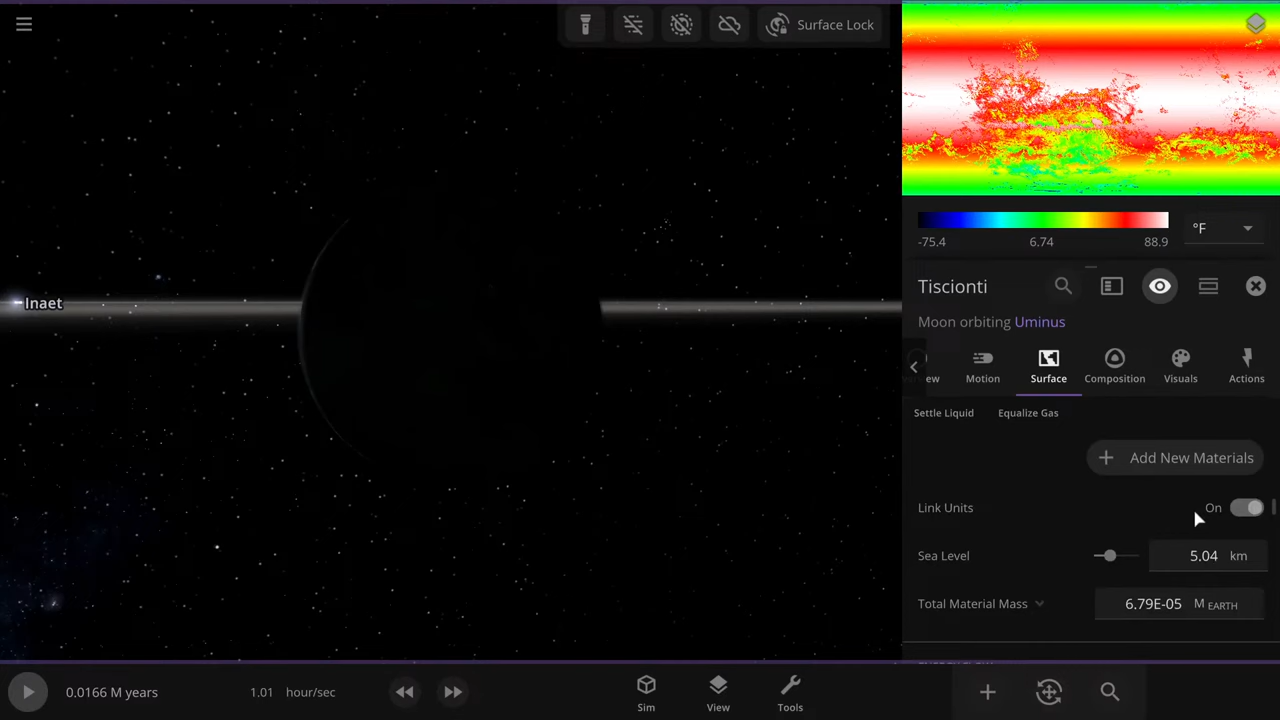 Surface Lock
Inaet
°F
-75.4 6.74 88.9
Tiscionti
Moon orbiting Uminus
ew Motion Surface Composition Visuals Actions
Settle Liquid Equalize Gas
Add New Materials
Link Units On
Sea Level 5.04 km
Total Material Mass 6.79E-05 M EARTH
0.0166 M years 1.01 hour/sec
Sim View Tools